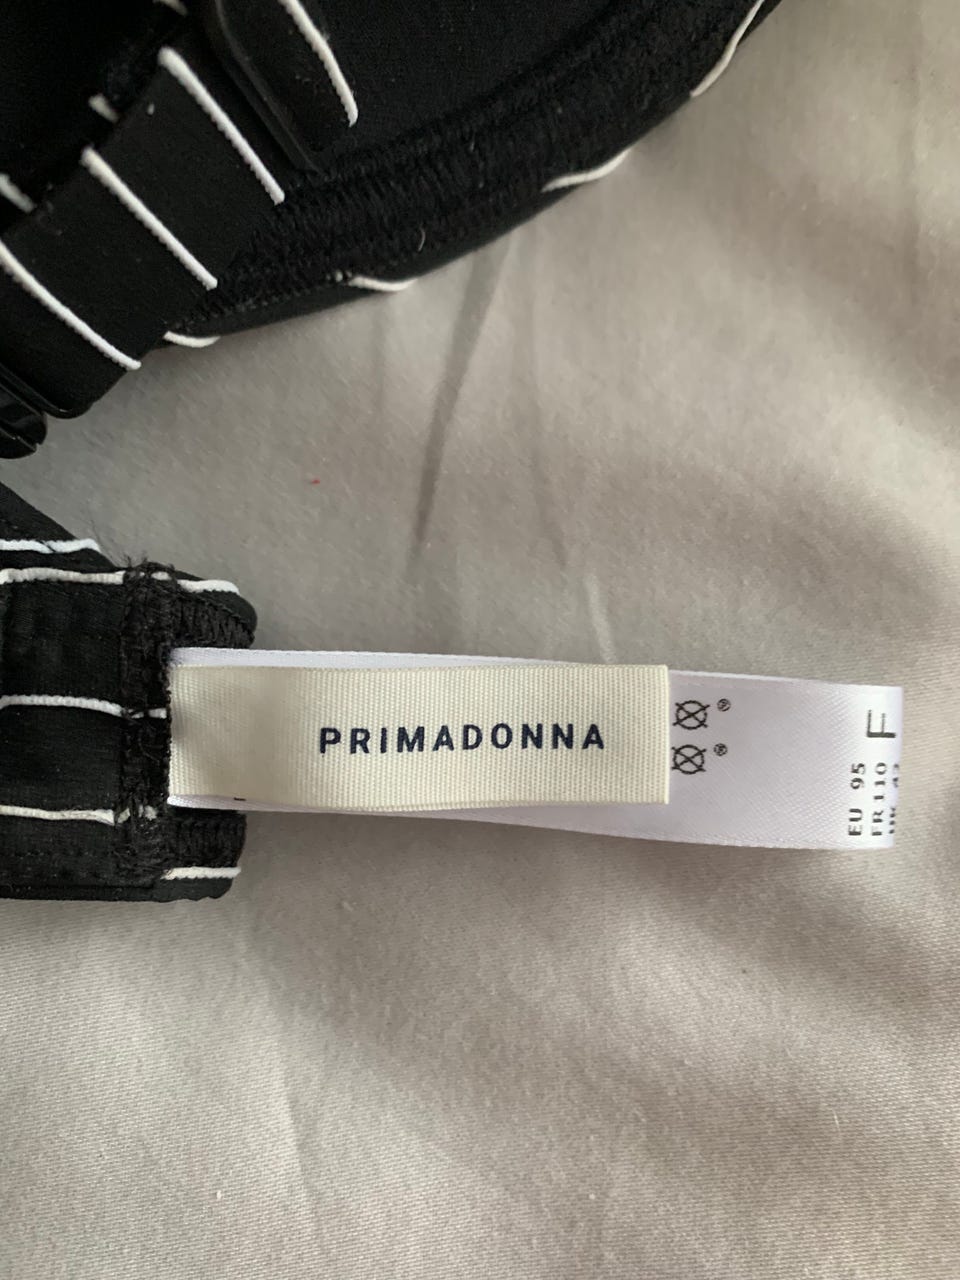 PRIMADONNA
EU 95
FR 110
F